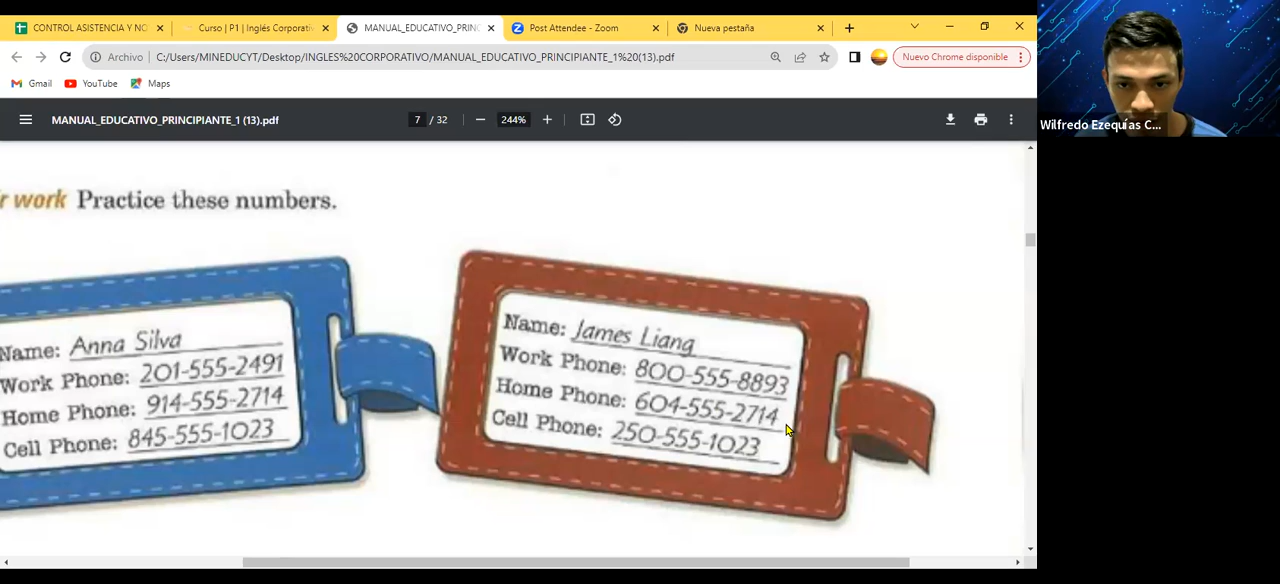 CONTROL ASISTENCIA Y NO
Curso | P1 | Inglés Corporativ
MANUAL_EDUCATIVO_PRINC
Post Attendee - Zoom
Nueva pestaña
Archivo
C:/Users/MINEDUCYT/Desktop/INGLES%20CORPORATIVO/MANUAL_EDUCATIVO_PRINCIPIANTE_1%20(13).pdf
Nuevo Chrome disponible
Gmail
YouTube
Maps
MANUAL_EDUCATIVO_PRINCIPIANTE_1 (13).pdf
7 / 32
244%
Wilfredo Ezequías C...
r work Practice these numbers.
Name: Anna Silva
Work Phone: 201-555-2491
Home Phone: 914-555-2714
Cell Phone: 845-555-1023
Name: James Liang
Work Phone: 800-555-8893
Home Phone: 604-555-2714
Cell Phone: 250-555-1023